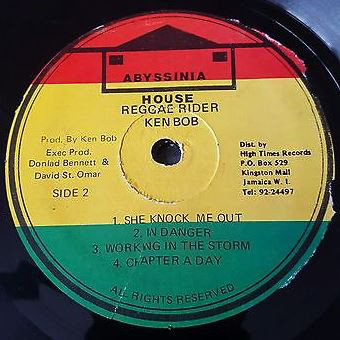 ABYSSINIA
HOUSE
REGGAE RIDER
KEN BOB
Prod. By Ken Bob
Exec Prod.
Donlad Bennett &
David St. Omar
SIDE 2
Dist. by
High Times Records
P.O. Box 529
Kingston Mall
Jamaica W. I.
Tel: 92-24497
1. SHE KNOCK ME OUT
2. IN DANGER
3. WORKING IN THE STORM
4. CHAPTER A DAY
ALL RIGHTS RESERVED